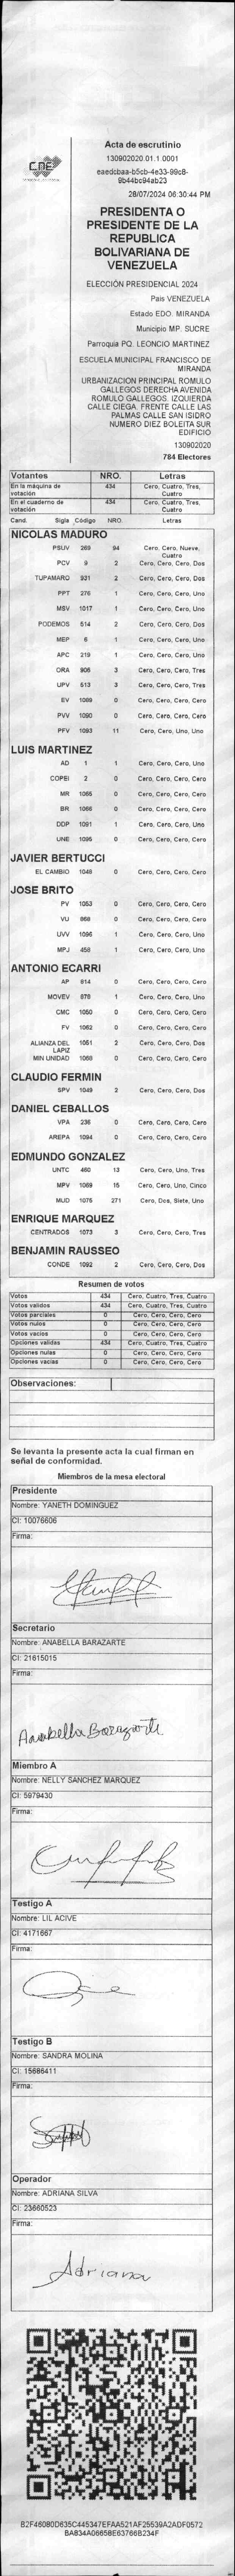 CNE
Acta de escrutinio
130902020.01.1.0001
eaedcbaa-b5cb-4e33-99c8-
9b44bc94ab23
28/07/2024 06:30:44 PM
PRESIDENTA O
PRESIDENTE DE LA
REPUBLICA
BOLIVARIANA DE
VENEZUELA
ELECCIÓN PRESIDENCIAL 2024
Pais VENEZUELA
Estado EDO. MIRANDA
Municipio MP. SUCRE
Parroquia PQ. LEONCIO MARTINEZ
ESCUELA MUNICIPAL FRANCISCO DE
MIRANDA
URBANIZACION PRINCIPAL ROMULO
GALLEGOS DERECHA AVENIDA
ROMULO GALLEGOS. IZQUIERDA
CALLE CIEGA. FRENTE CALLE LAS
PALMAS CALLE SAN ISIDRO
NUMERO DIEZ BOLEITA SUR
EDIFICIO
130902020
784 Electores
Votantes NRO. Letras
En la máquina de votación 434 Cero, Cuatro, Tres, Cuatro
En el cuaderno de votación 434 Cero, Cuatro, Tres, Cuatro
Cand. Sigla Código NRO. Letras
NICOLAS MADURO
PSUV 269 94 Cero, Cero, Nueve, Cuatro
PCV 9 2 Cero, Cero, Cero, Dos
TUPAMARO 931 2 Cero, Cero, Cero, Dos
PPT 276 1 Cero, Cero, Cero, Uno
MSV 1017 1 Cero, Cero, Cero, Uno
PODEMOS 514 2 Cero, Cero, Cero, Dos
MEP 6 1 Cero, Cero, Cero, Uno
APC 219 1 Cero, Cero, Cero, Uno
ORA 906 3 Cero, Cero, Cero, Tres
UPV 513 3 Cero, Cero, Cero, Tres
EV 1089 0 Cero, Cero, Cero, Cero
PVV 1090 0 Cero, Cero, Cero, Cero
PFV 1093 11 Cero, Cero, Uno, Uno
LUIS MARTINEZ
AD 1 1 Cero, Cero, Cero, Uno
COPEI 2 0 Cero, Cero, Cero, Cero
MR 1065 0 Cero, Cero, Cero, Cero
BR 1066 0 Cero, Cero, Cero, Cero
DDP 1091 1 Cero, Cero, Cero, Uno
UNE 1095 0 Cero, Cero, Cero, Cero
JAVIER BERTUCCI
EL CAMBIO 1048 0 Cero, Cero, Cero, Cero
JOSE BRITO
PV 1053 0 Cero, Cero, Cero, Cero
VU 868 0 Cero, Cero, Cero, Cero
UVV 1096 1 Cero, Cero, Cero, Uno
MPJ 458 1 Cero, Cero, Cero, Uno
ANTONIO ECARRI
AP 814 0 Cero, Cero, Cero, Cero
MOVEV 878 1 Cero, Cero, Cero, Uno
CMC 1050 0 Cero, Cero, Cero, Cero
FV 1062 0 Cero, Cero, Cero, Cero
ALIANZA DEL LAPIZ 1051 2 Cero, Cero, Cero, Dos
MIN UNIDAD 1069 0 Cero, Cero, Cero, Cero
CLAUDIO FERMIN
SPV 1049 2 Cero, Cero, Cero, Dos
DANIEL CEBALLOS
VPA 236 0 Cero, Cero, Cero, Cero
AREPA 1094 0 Cero, Cero, Cero, Cero
EDMUNDO GONZALEZ
UNTC 460 13 Cero, Cero, Uno, Tres
MPV 1069 15 Cero, Cero, Uno, Cinco
MUD 1075 271 Cero, Dos, Siete, Uno
ENRIQUE MARQUEZ
CENTRADOS 1073 3 Cero, Cero, Cero, Tres
BENJAMIN RAUSSEO
CONDE 1092 2 Cero, Cero, Cero, Dos
Resumen de votos
Votos 434 Cero, Cuatro, Tres, Cuatro
Votos validos 434 Cero, Cuatro, Tres, Cuatro
Votos parciales 0 Cero, Cero, Cero, Cero
Votos nulos 0 Cero, Cero, Cero, Cero
Votos vacios 0 Cero, Cero, Cero, Cero
Opciones validas 434 Cero, Cuatro, Tres, Cuatro
Opciones nulas 0 Cero, Cero, Cero, Cero
Opciones vacias 0 Cero, Cero, Cero, Cero
Observaciones:
Se levanta la presente acta la cual firman en
señal de conformidad.
Miembros de la mesa electoral
Presidente
Nombre: YANETH DOMINGUEZ
CI: 10076606
Firma:
Secretario
Nombre: ANABELLA BARAZARTE
CI: 21615015
Firma:
Anabella Barazarte
Miembro A
Nombre: NELLY SANCHEZ MARQUEZ
CI: 5979430
Firma:
Testigo A
Nombre: LIL ACIVE
CI: 4171667
Firma:
Testigo B
Nombre: SANDRA MOLINA
CI: 15686411
Firma:
Operador
Nombre: ADRIANA SILVA
CI: 23660523
Firma:
Adriana
B2F46080D635C445347EFAA521AF25539A2ADF0572
BA834A06658E63766B234F